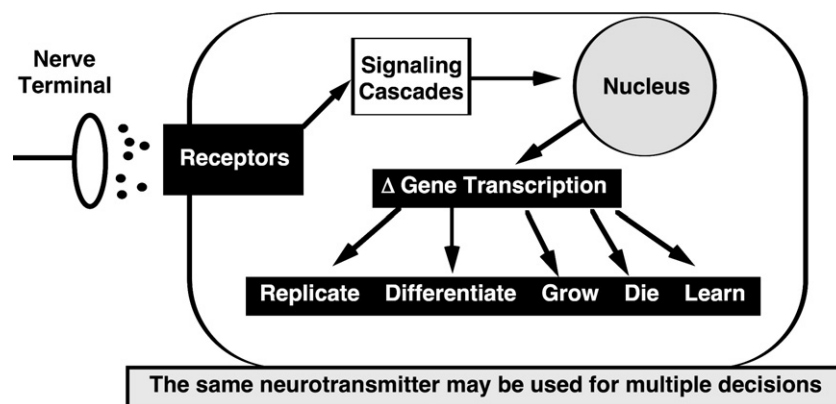 Nerve
Terminal
Receptors
Signaling
Cascades
Nucleus
Δ Gene Transcription
Replicate Differentiate Grow Die Learn
The same neurotransmitter may be used for multiple decisions